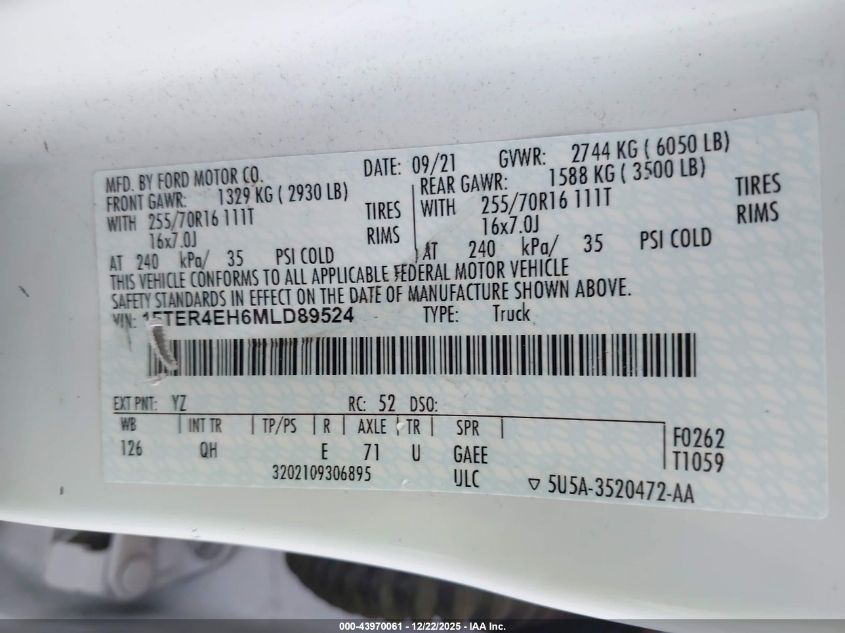 MFD. BY FORD MOTOR CO. DATE: 09/21 GVWR: 2744 KG ( 6050 LB)
FRONT GAWR: 1329 KG ( 2930 LB) REAR GAWR: 1588 KG ( 3500 LB)
WITH 255/70R16 111T TIRES WITH 255/70R16 111T TIRES
16x7.0J RIMS 16x7.0J RIMS
AT 240 kPa/ 35 PSI COLD AT 240 kPa/ 35 PSI COLD
THIS VEHICLE CONFORMS TO ALL APPLICABLE FEDERAL MOTOR VEHICLE
SAFETY STANDARDS IN EFFECT ON THE DATE OF MANUFACTURE SHOWN ABOVE.
VIN: 1FTER4EH6MLD89524 TYPE: Truck
EXT PNT: YZ RC: 52 DSO:
WB INT TR TP/PS R AXLE TR SPR F0262
126 QH E 71 U GAEE T1059
3202109306895 ULC ▽ 5U5A-3520472-AA
000-43970061 - 12/22/2025 - IAA Inc.